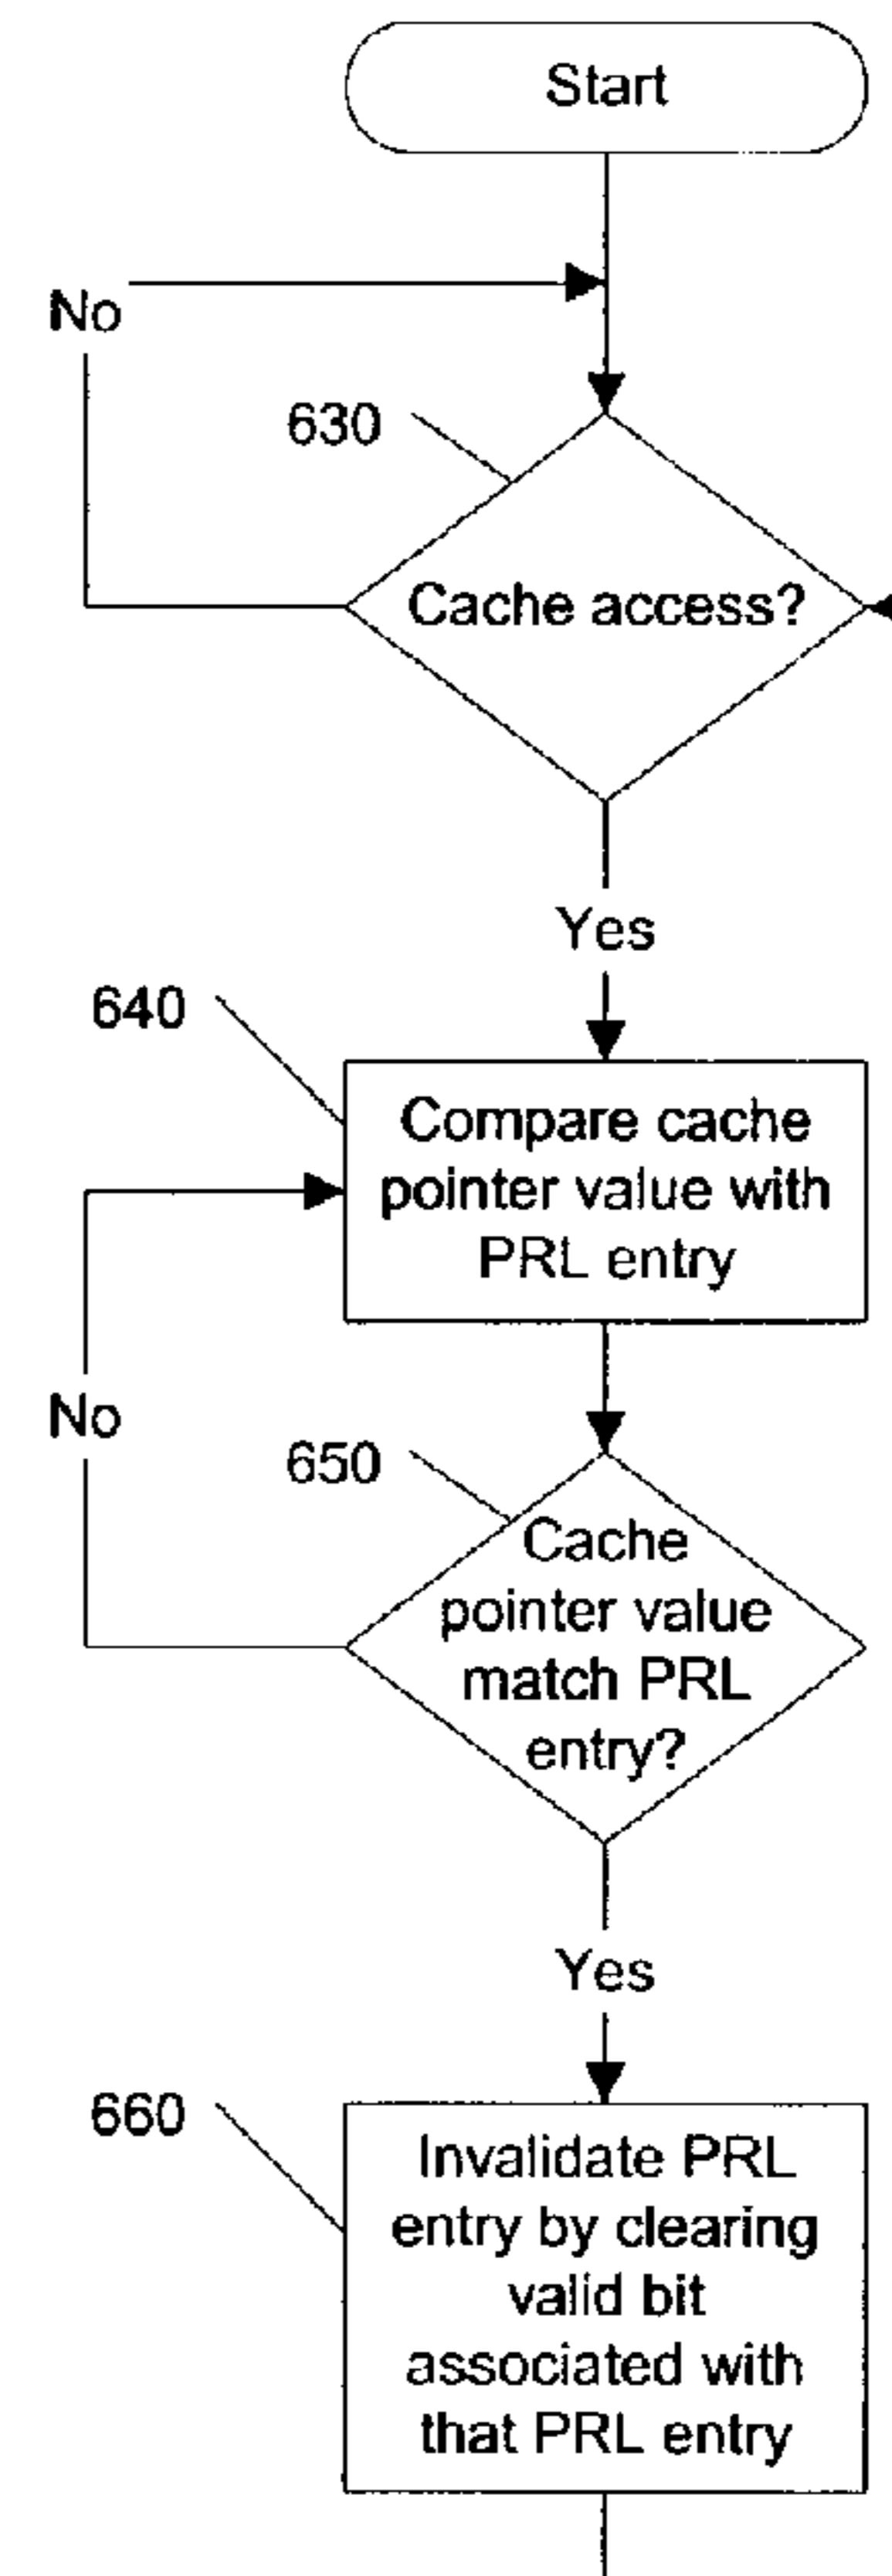 Start
No
630
Cache access?
Yes
640
Compare cache
pointer value with
PRL entry
No
650
Cache
pointer value
match PRL
entry?
Yes
660
Invalidate PRL
entry by clearing
valid bit
associated with
that PRL entry